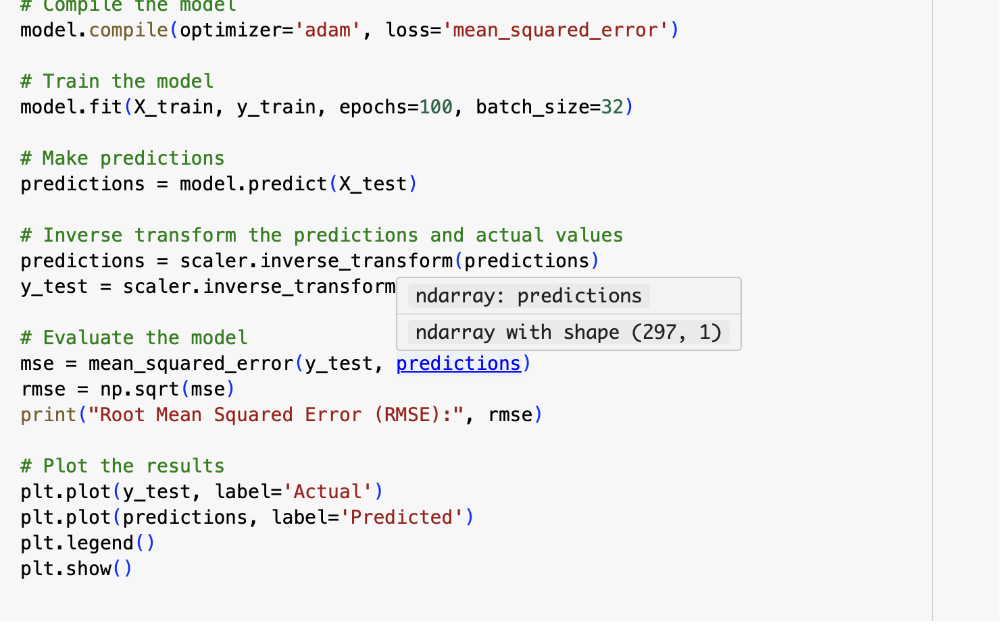 # Compile the model
model.compile(optimizer='adam', loss='mean_squared_error')
# Train the model
model.fit(X_train, y_train, epochs=100, batch_size=32)
# Make predictions
predictions = model.predict(X_test)
# Inverse transform the predictions and actual values
predictions = scaler.inverse_transform(predictions)
y_test = scaler.inverse_transform
ndarray: predictions
ndarray with shape (297, 1)
# Evaluate the model
mse = mean_squared_error(y_test, predictions)
rmse = np.sqrt(mse)
print("Root Mean Squared Error (RMSE):", rmse)
# Plot the results
plt.plot(y_test, label='Actual')
plt.plot(predictions, label='Predicted')
plt.legend()
plt.show()